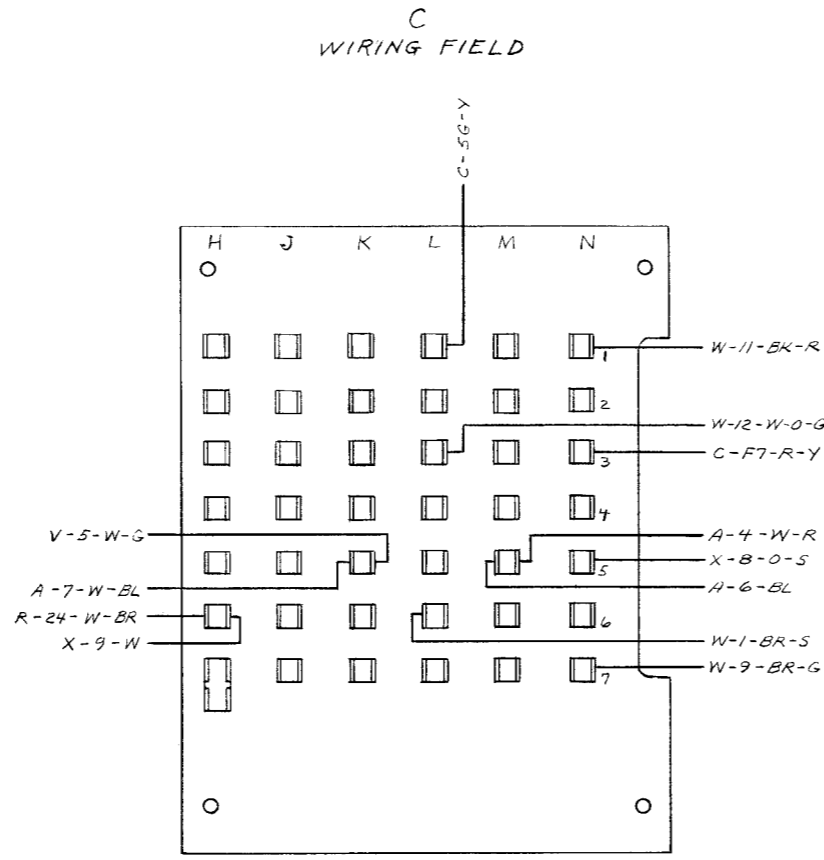 C
WIRING FIELD
C-5G-Y
H J K L M N
1
W-11-BK-R
2
W-12-W-O-G
3
C-F7-R-Y
4
V-5-W-G
A-4-W-R
5
X-8-O-S
A-7-W-BL
A-6-BL
R-24-W-BR
6
X-9-W
W-1-BR-S
7
W-9-BR-G